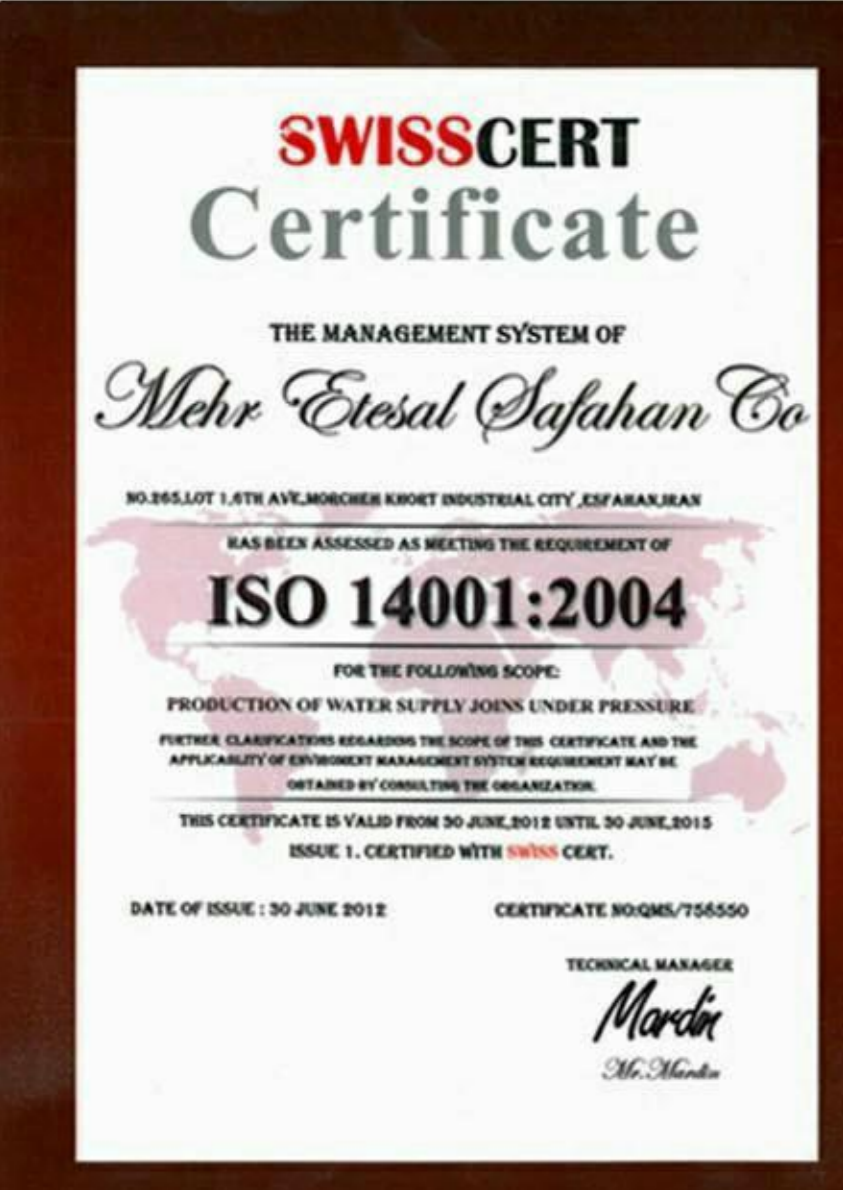 SWISSCERT
Certificate
THE MANAGEMENT SYSTEM OF
Mehr Etesal Safahan Co
NO.265,LOT 1,6TH AVE,MORCHEH KHORT INDUSTRIAL CITY ,ESFAHAN,IRAN
HAS BEEN ASSESSED AS MEETING THE REQUIREMENT OF
ISO 14001:2004
FOR THE FOLLOWING SCOPE:
PRODUCTION OF WATER SUPPLY JOINS UNDER PRESSURE
FURTHER CLARIFICATIONS REGARDING THE SCOPE OF THIS CERTIFICATE AND THE
APPLICABLITY OF ENVIROMENT MANAGEMENT SYSTEM REQUIREMENT MAY BE
OBTAINED BY CONSULTING THE ORGANIZATION.
THIS CERTIFICATE IS VALID FROM 30 JUNE,2012 UNTIL 30 JUNE,2015
ISSUE 1. CERTIFIED WITH SWISS CERT.
DATE OF ISSUE : 30 JUNE 2012
CERTIFICATE NO:QMS/758550
TECHNICAL MANAGER
Mardin
Mr.Mardin